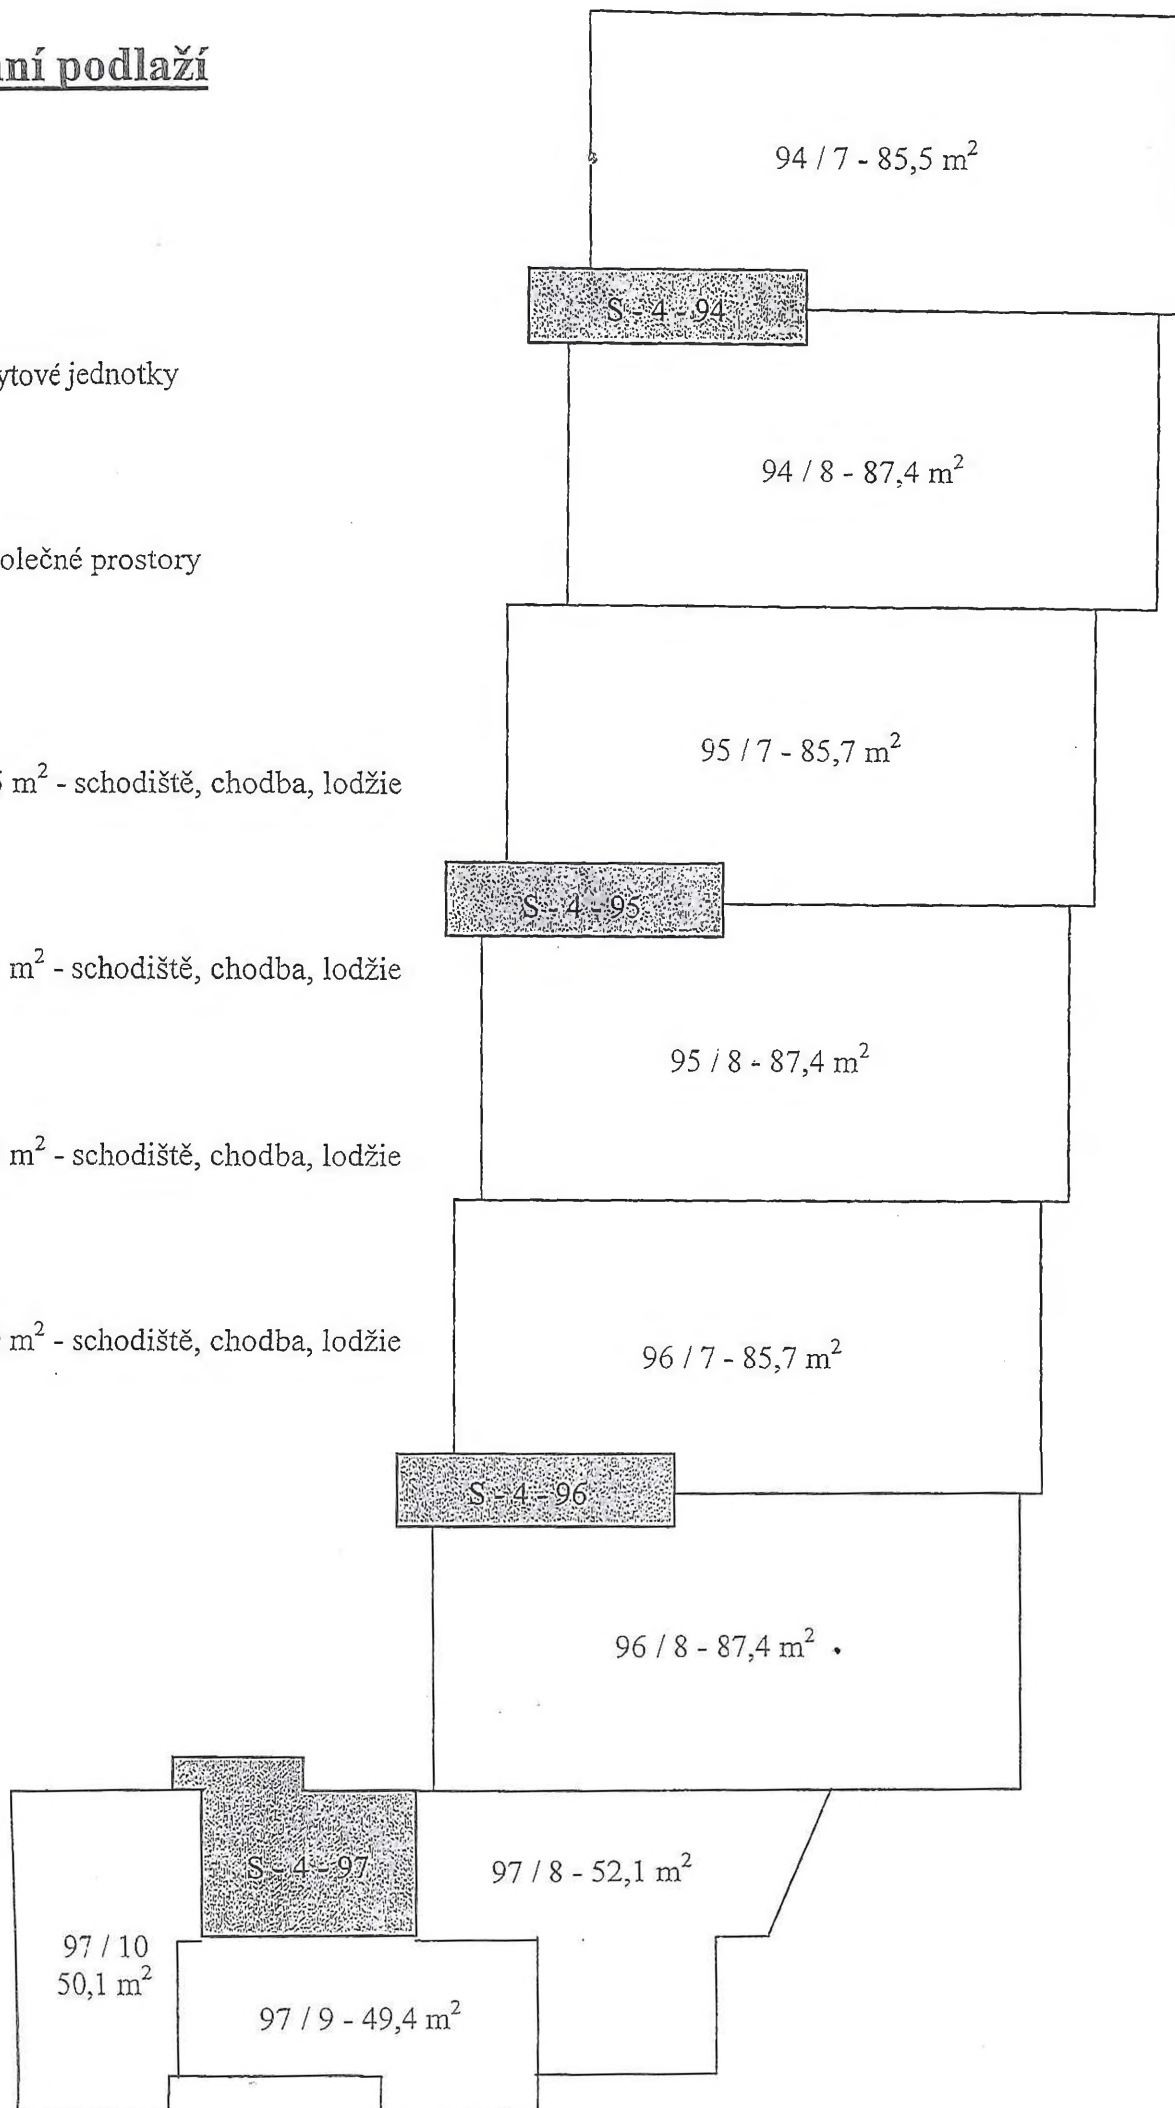 ní podlaží
94 / 7 - 85,5 m²
S - 4 - 94
ytové jednotky
94 / 8 - 87,4 m²
olečné prostory
95 / 7 - 85,7 m²
m² - schodiště, chodba, lodžie
S - 4 - 95
m² - schodiště, chodba, lodžie
95 / 8 - 87,4 m²
m² - schodiště, chodba, lodžie
m² - schodiště, chodba, lodžie
96 / 7 - 85,7 m²
S - 4 - 96
96 / 8 - 87,4 m²
S - 4 - 97
97 / 8 - 52,1 m²
97 / 10
50,1 m²
97 / 9 - 49,4 m²